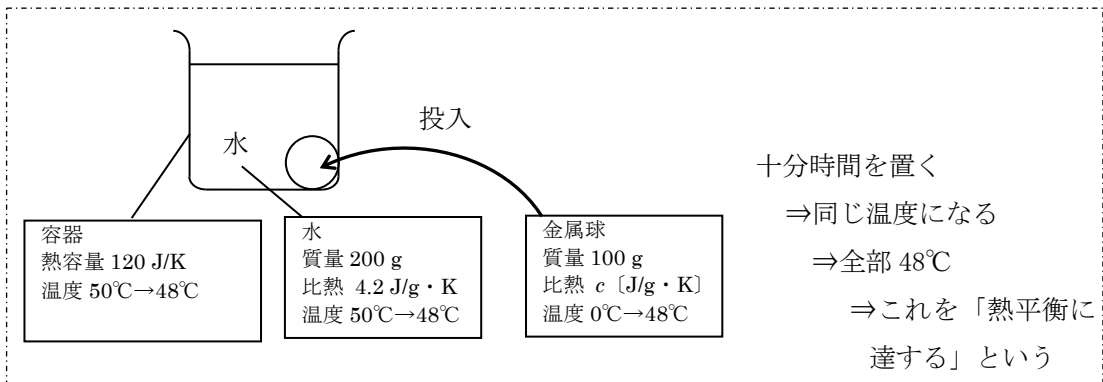 投入
水
十分時間を置く
⇒同じ温度になる
⇒全部 48℃
⇒これを「熱平衡に
達する」という
容器
熱容量 120 J/K
温度 50℃→48℃
水
質量 200 g
比熱 4.2 J/g・K
温度 50℃→48℃
金属球
質量 100 g
比熱 c〔J/g・K〕
温度 0℃→48℃